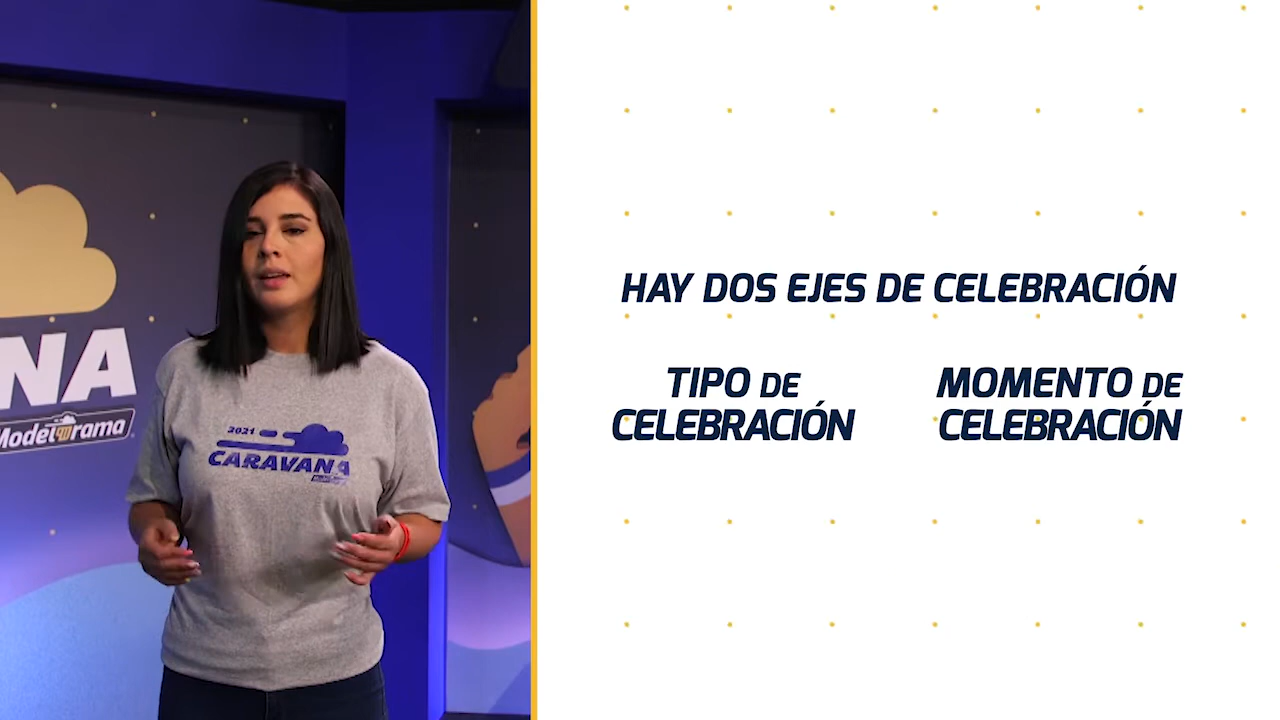 NA
Modelorama
2021
CARAVANA
HAY DOS EJES DE CELEBRACIÓN
TIPO DE
CELEBRACIÓN
MOMENTO DE
CELEBRACIÓN